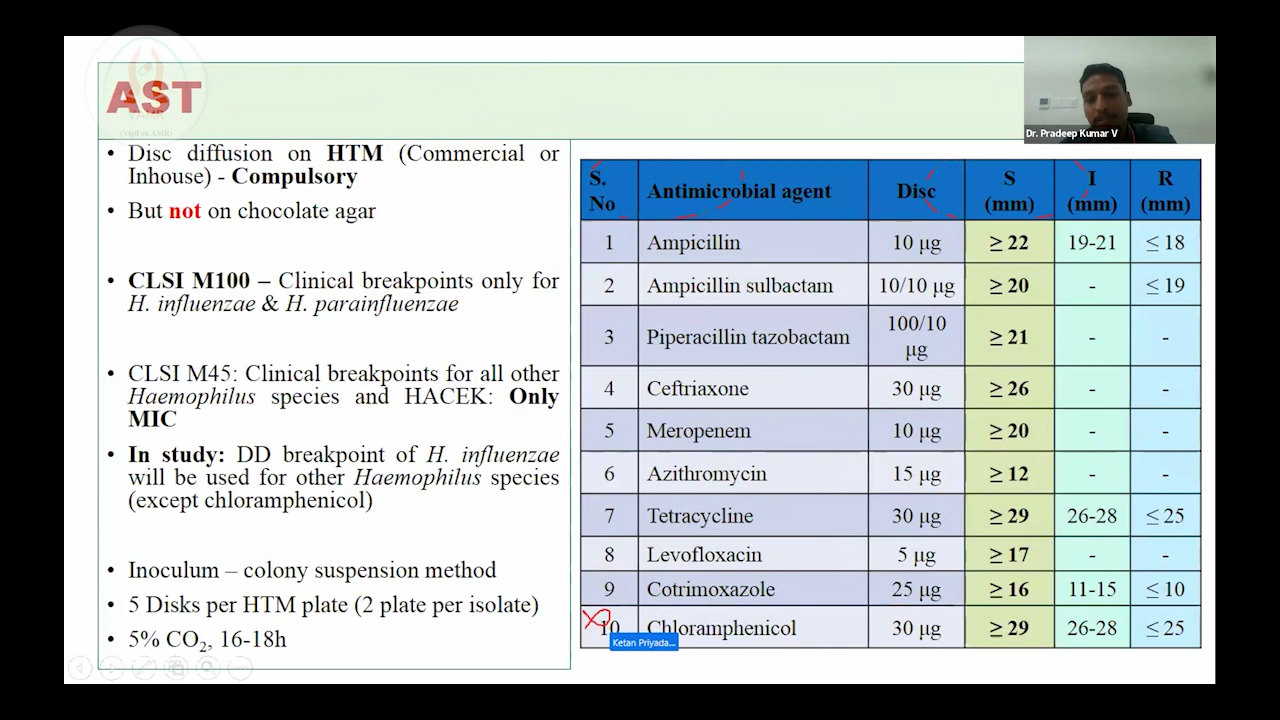 AST
(Vigil on AMR)
Dr. Pradeep Kumar V
• Disc diffusion on HTM (Commercial or
Inhouse) - Compulsory
• But not on chocolate agar
• CLSI M100 – Clinical breakpoints only for
H. influenzae & H. parainfluenzae
• CLSI M45: Clinical breakpoints for all other
Haemophilus species and HACEK: Only
MIC
• In study: DD breakpoint of H. influenzae
will be used for other Haemophilus species
(except chloramphenicol)
• Inoculum – colony suspension method
• 5 Disks per HTM plate (2 plate per isolate)
• 5% CO₂, 16-18h
S. No Antimicrobial agent Disc S (mm) I (mm) R (mm)
1 Ampicillin 10 μg ≥ 22 19-21 ≤ 18
2 Ampicillin sulbactam 10/10 μg ≥ 20 - ≤ 19
3 Piperacillin tazobactam 100/10 μg ≥ 21 - -
4 Ceftriaxone 30 μg ≥ 26 - -
5 Meropenem 10 μg ≥ 20 - -
6 Azithromycin 15 μg ≥ 12 - -
7 Tetracycline 30 μg ≥ 29 26-28 ≤ 25
8 Levofloxacin 5 μg ≥ 17 - -
9 Cotrimoxazole 25 μg ≥ 16 11-15 ≤ 10
10 Chloramphenicol 30 μg ≥ 29 26-28 ≤ 25
Ketan Priyada...